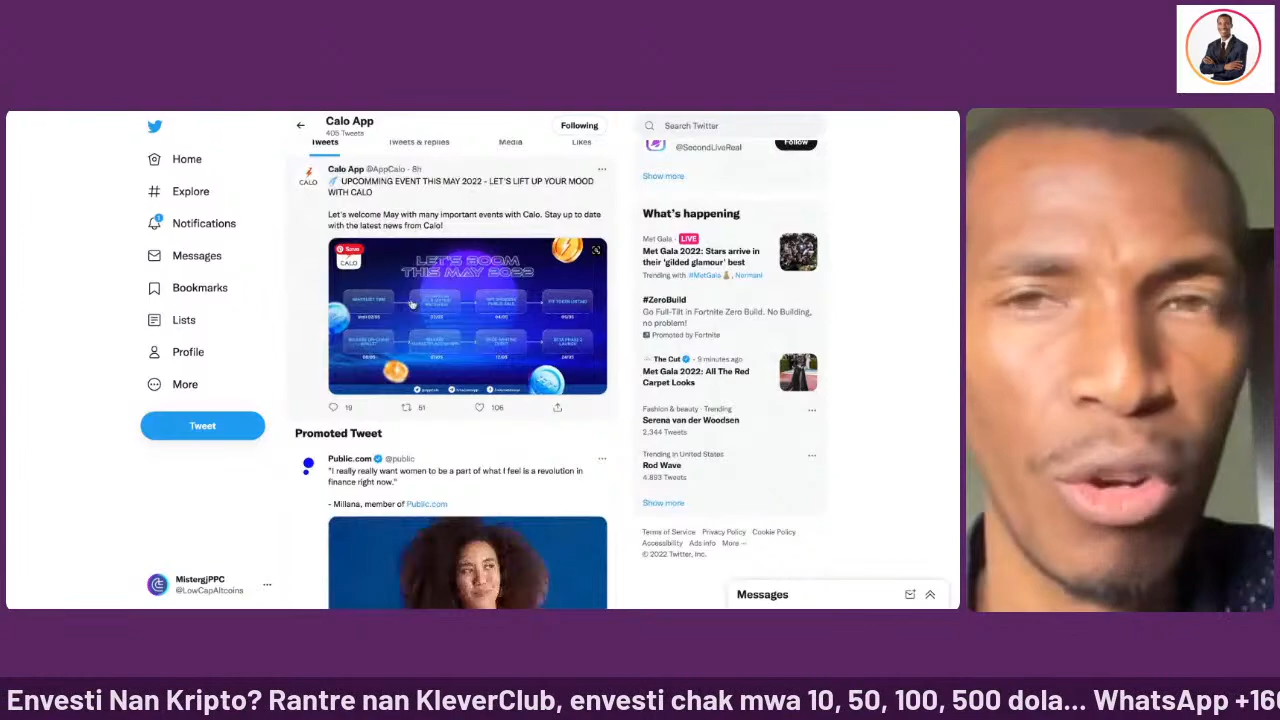 Home
Explore
Notifications
Messages
Bookmarks
Lists
Profile
More
Tweet
MistergjPPC
@LowCapAltcoins
Calo App
405 Tweets
Following
Tweets
Tweets & replies
Media
Likes
CALO
Calo App @AppCalo · 8h
UPCOMMING EVENT THIS MAY 2022 - LET'S LIFT UP YOUR MOOD
WITH CALO
Let's welcome May with many important events with Calo. Stay up to date
with the latest news from Calo!
Save
CALO
LET'S BOOM
THIS MAY 2022
19
51
106
Promoted Tweet
Public.com @public
"I really really want women to be a part of what I feel is a revolution in
finance right now."
- Millana, member of Public.com
Search Twitter
@SecondLiveReal
Follow
Show more
What's happening
Met Gala · LIVE
Met Gala 2022: Stars arrive in
their 'gilded glamour' best
Trending with #MetGala , Normani
#ZeroBuild
Go Full-Tilt in Fortnite Zero Build. No Building,
no problem!
Promoted by Fortnite
The Cut · 9 minutes ago
Met Gala 2022: All The Red
Carpet Looks
Fashion & beauty · Trending
Serena van der Woodsen
2,344 Tweets
Trending in United States
Rod Wave
4,893 Tweets
Show more
Terms of Service Privacy Policy Cookie Policy
Accessibility Ads info More ···
© 2022 Twitter, Inc.
Messages
Envesti Nan Kripto? Rantre nan KleverClub, envesti chak mwa 10, 50, 100, 500 dola... WhatsApp +16